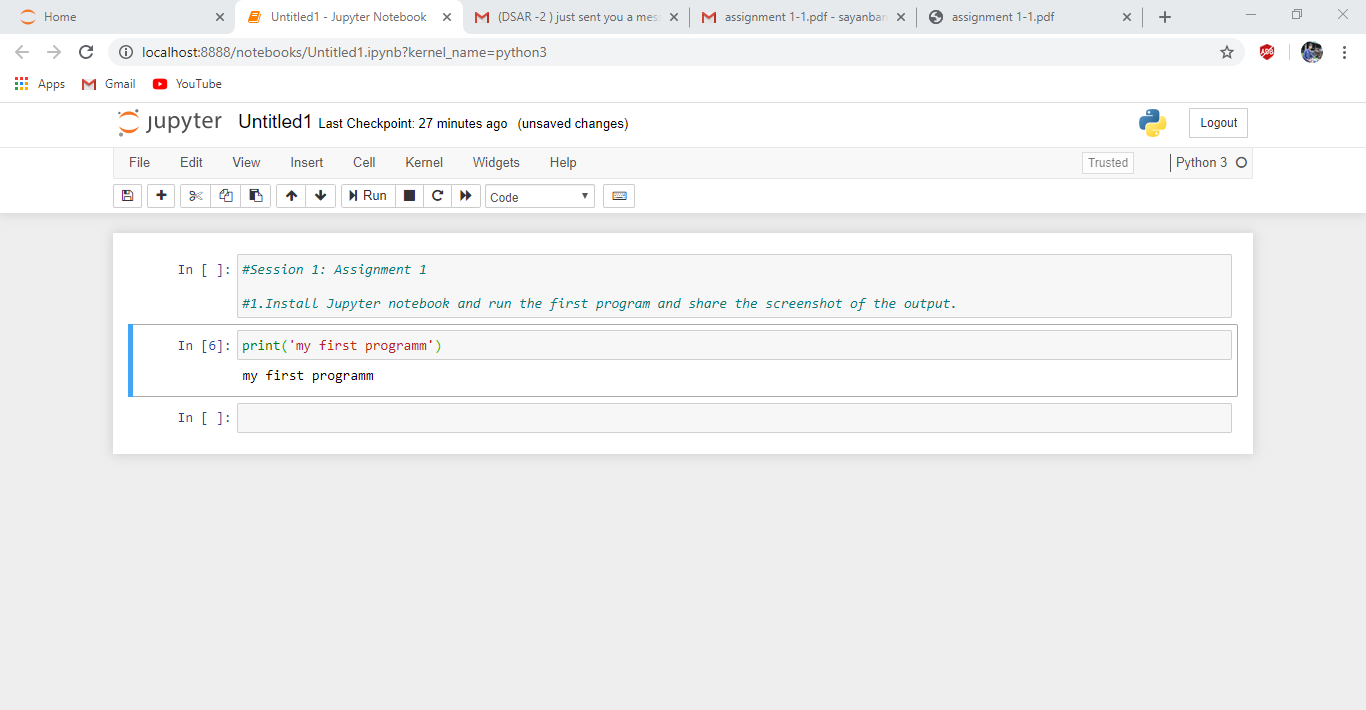 Home
Untitled1 - Jupyter Notebook
(DSAR -2 ) just sent you a mes
assignment 1-1.pdf - sayanban
assignment 1-1.pdf
localhost:8888/notebooks/Untitled1.ipynb?kernel_name=python3
ABP
Apps Gmail YouTube
jupyter Untitled1 Last Checkpoint: 27 minutes ago (unsaved changes)
Logout
File Edit View Insert Cell Kernel Widgets Help
Trusted
Python 3
Run
Code
In [ ]: #Session 1: Assignment 1
#1.Install Jupyter notebook and run the first program and share the screenshot of the output.
In [6]: print('my first programm')
my first programm
In [ ]: